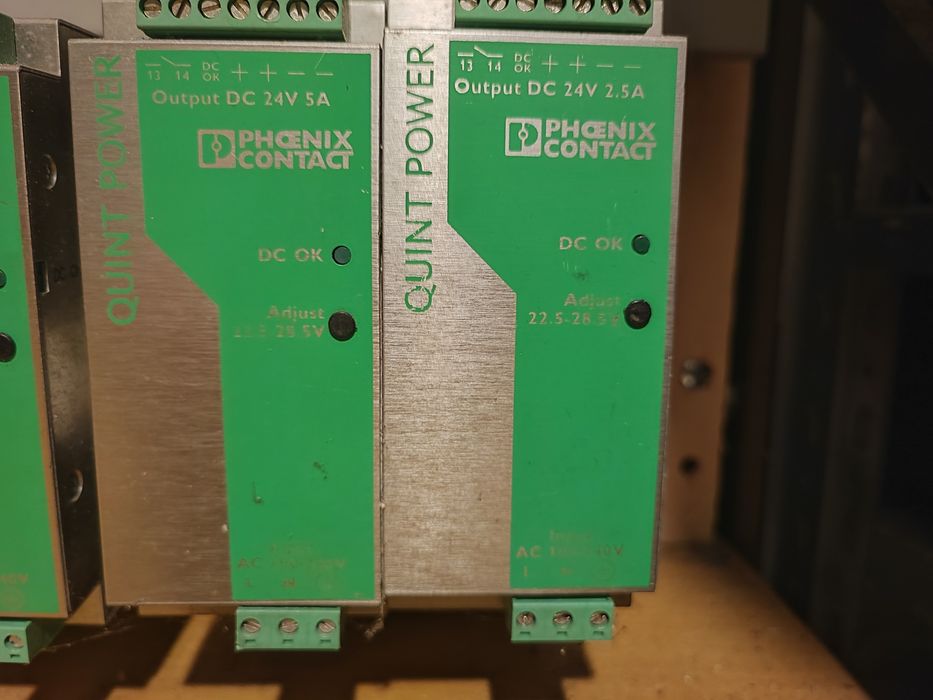 QUINT POWER
13 14 DC OK + + − −
Output DC 24V 5A
PHŒNIX
CONTACT
DC OK
Adjust
22.5-28.5V
AC
QUINT POWER
13 14 DC OK + + − −
Output DC 24V 2.5A
PHŒNIX
CONTACT
DC OK
Adjust
22.5-28.5V
Input
AC
L